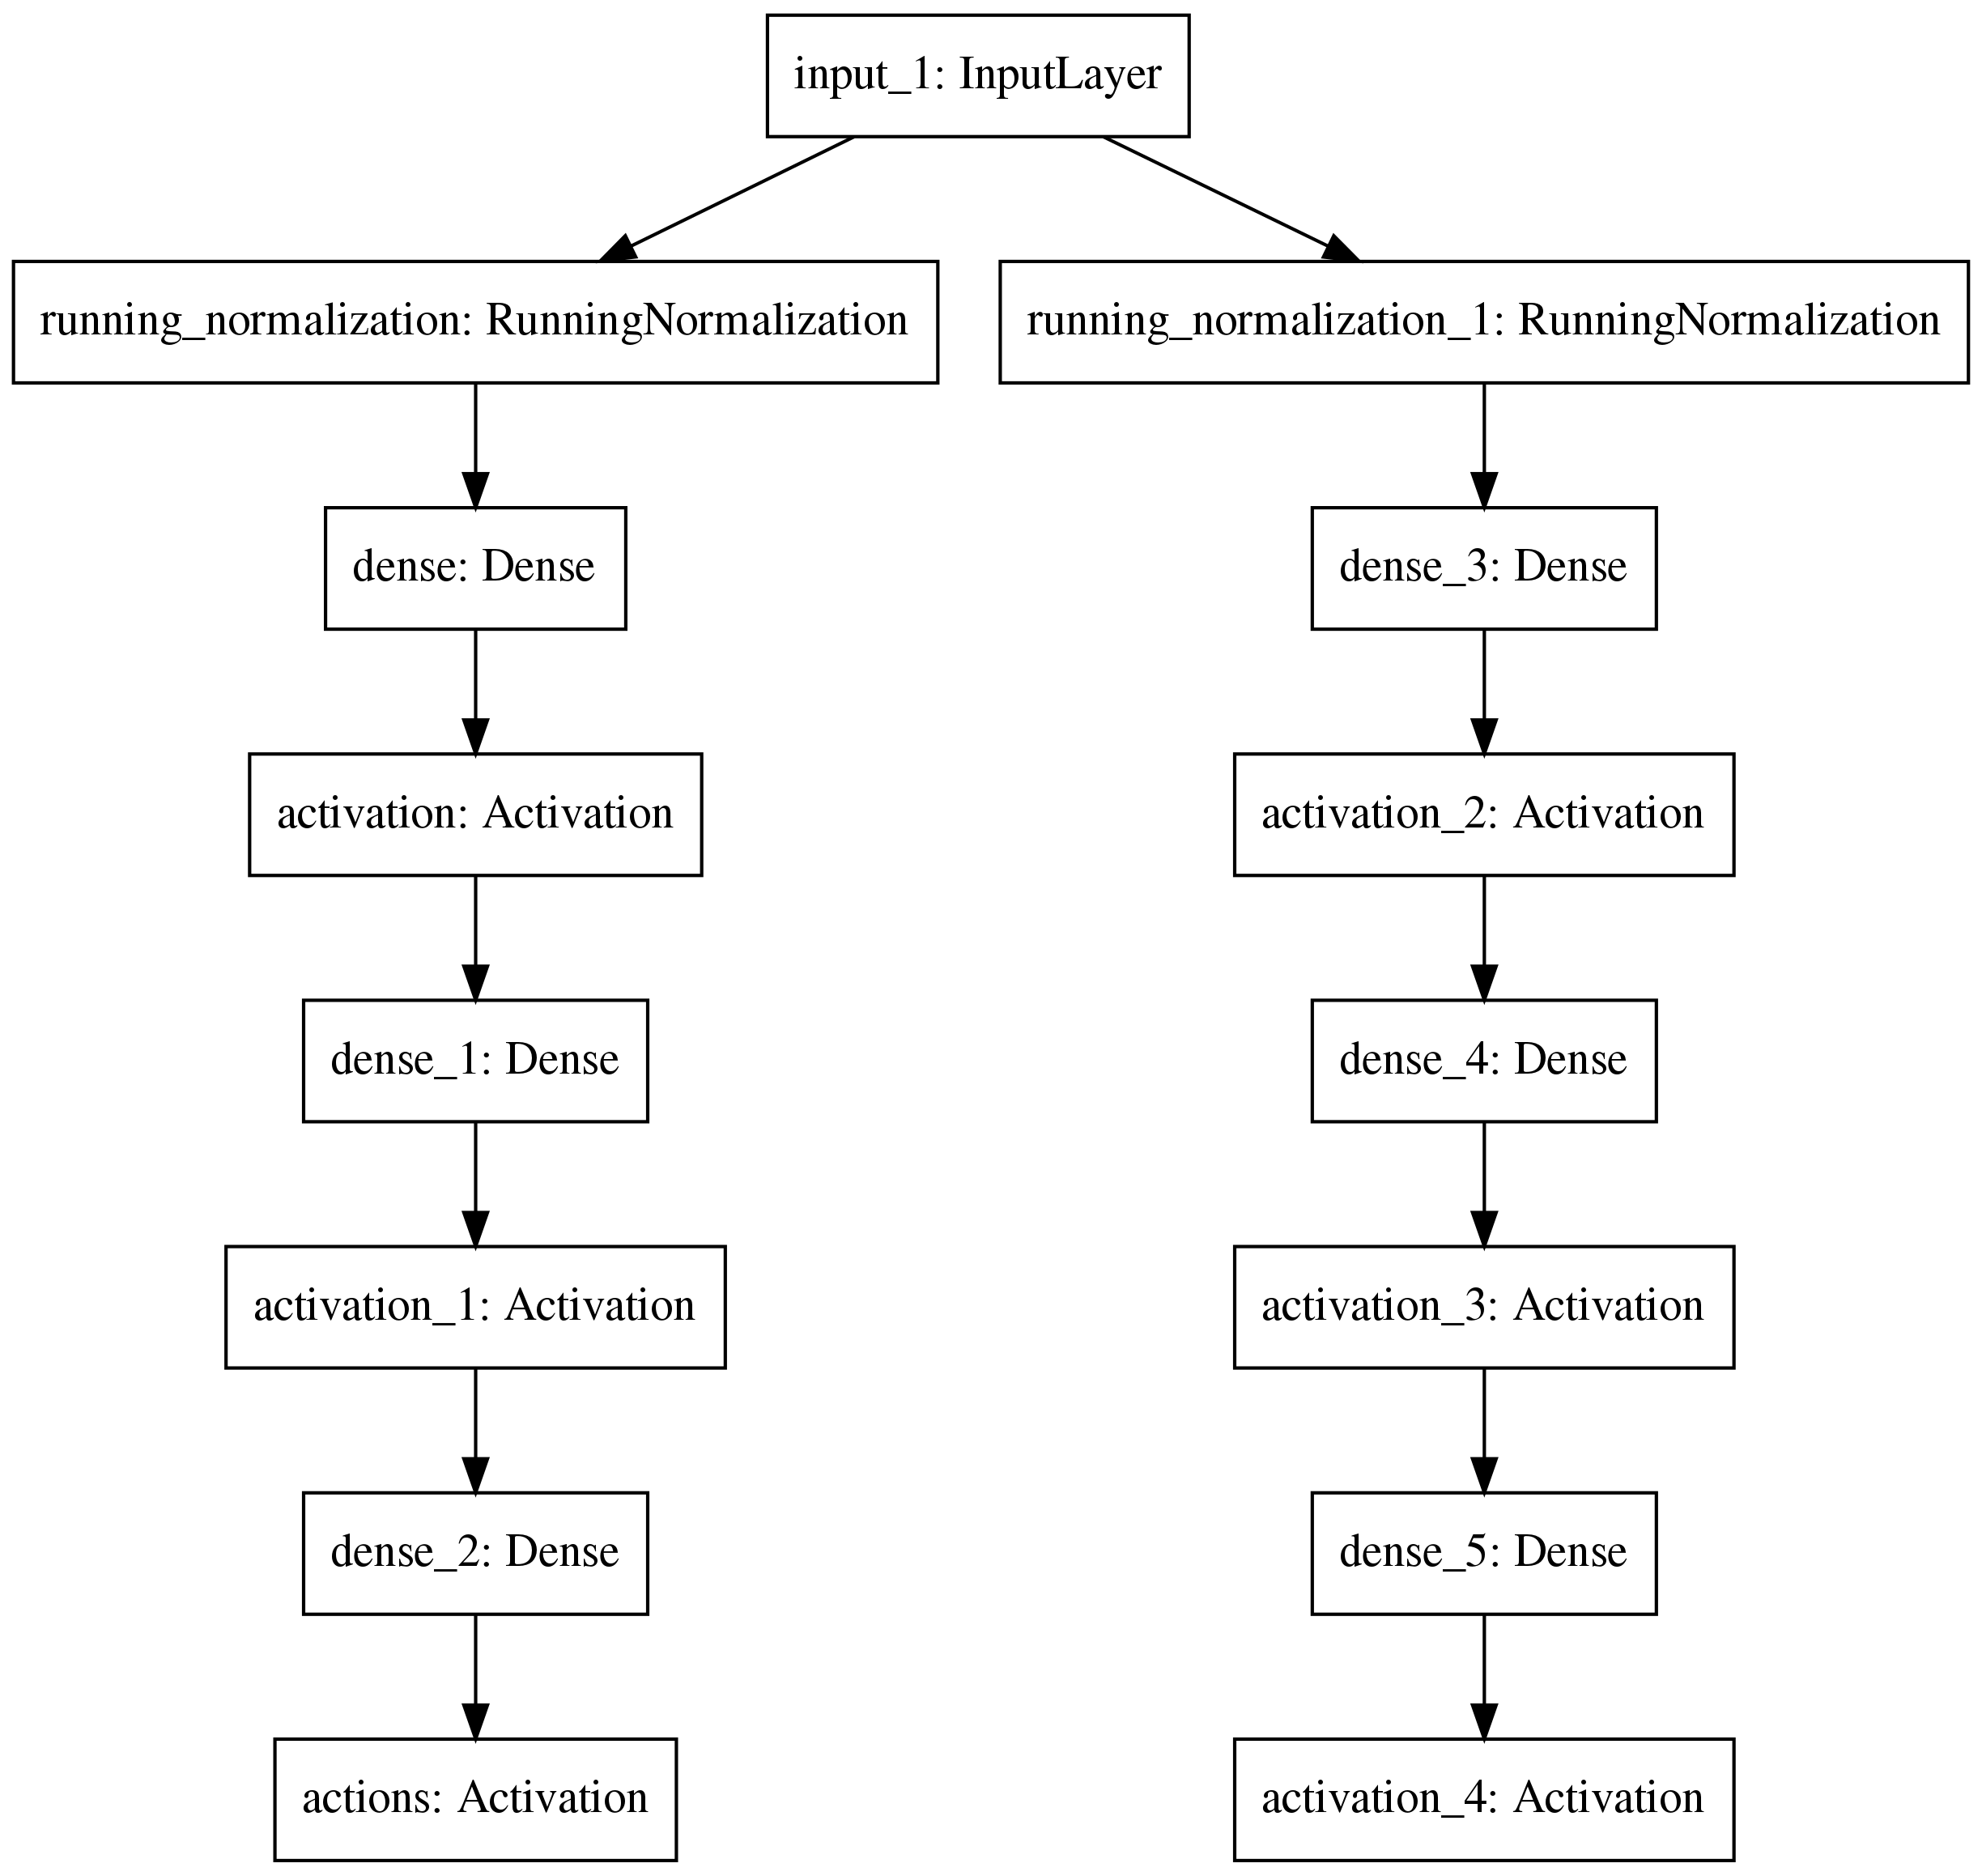 input_1: InputLayer
running_normalization: RunningNormalization
running_normalization_1: RunningNormalization
dense: Dense
dense_3: Dense
activation: Activation
activation_2: Activation
dense_1: Dense
dense_4: Dense
activation_1: Activation
activation_3: Activation
dense_2: Dense
dense_5: Dense
actions: Activation
activation_4: Activation